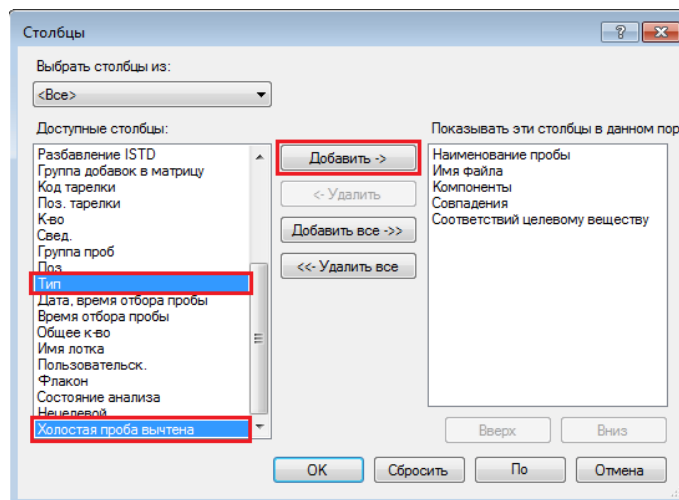 Столбцы
Выбрать столбцы из:
<Все>
Доступные столбцы:
Разбавление ISTD
Группа добавок в матрицу
Код тарелки
Поз. тарелки
К-во
Свед.
Группа проб
Поз
Тип
Дата, время отбора пробы
Время отбора пробы
Общее к-во
Имя лотка
Пользовательск.
Флакон
Состояние анализа
Нецелевой
Холостая проба вычтена
Добавить ->
<- Удалить
Добавить все ->>
<<- Удалить все
Показывать эти столбцы в данном пор
Наименование пробы
Имя файла
Компоненты
Совпадения
Соответствий целевому веществу
Вверх
Вниз
OK
Сбросить
По
Отмена